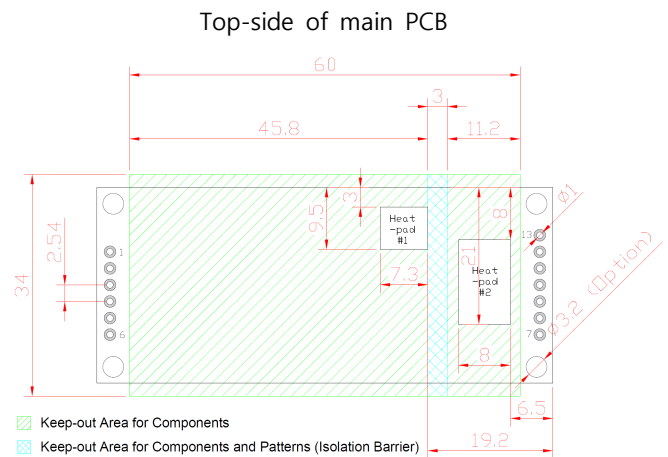 Top-side of main PCB
60
3
45.8
11.2
3
9.5
8
Ø1
Heat
-pad
#1
13
21
2.54
1
34
7.3
Heat
-pad
#2
Ø3.2 (Option)
6
7
8
6.5
Keep-out Area for Components
19.2
Keep-out Area for Components and Patterns (Isolation Barrier)